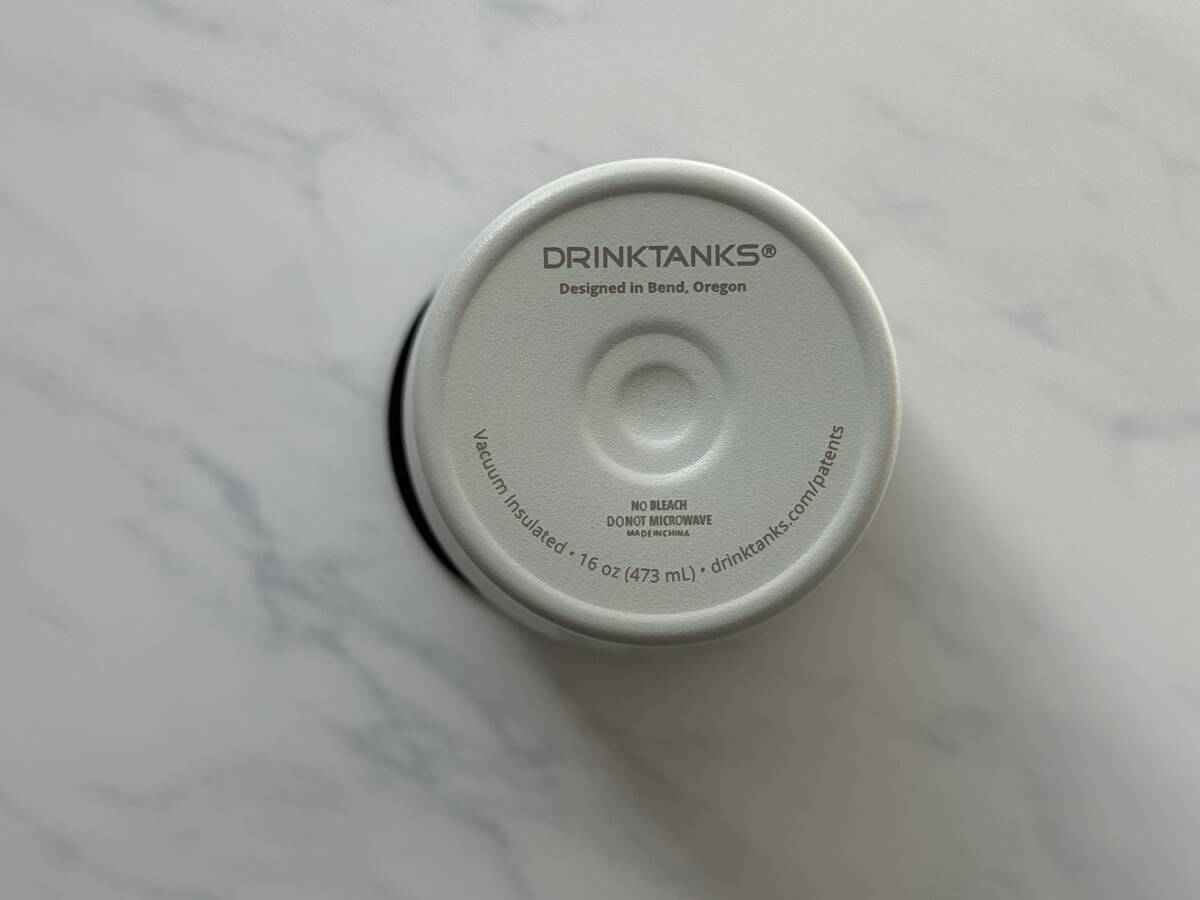 DRINKTANKS®
Designed in Bend, Oregon
NO BLEACH
DO NOT MICROWAVE
MADE IN CHINA
Vacuum Insulated • 16 oz (473 mL) • drinktanks.com/patents